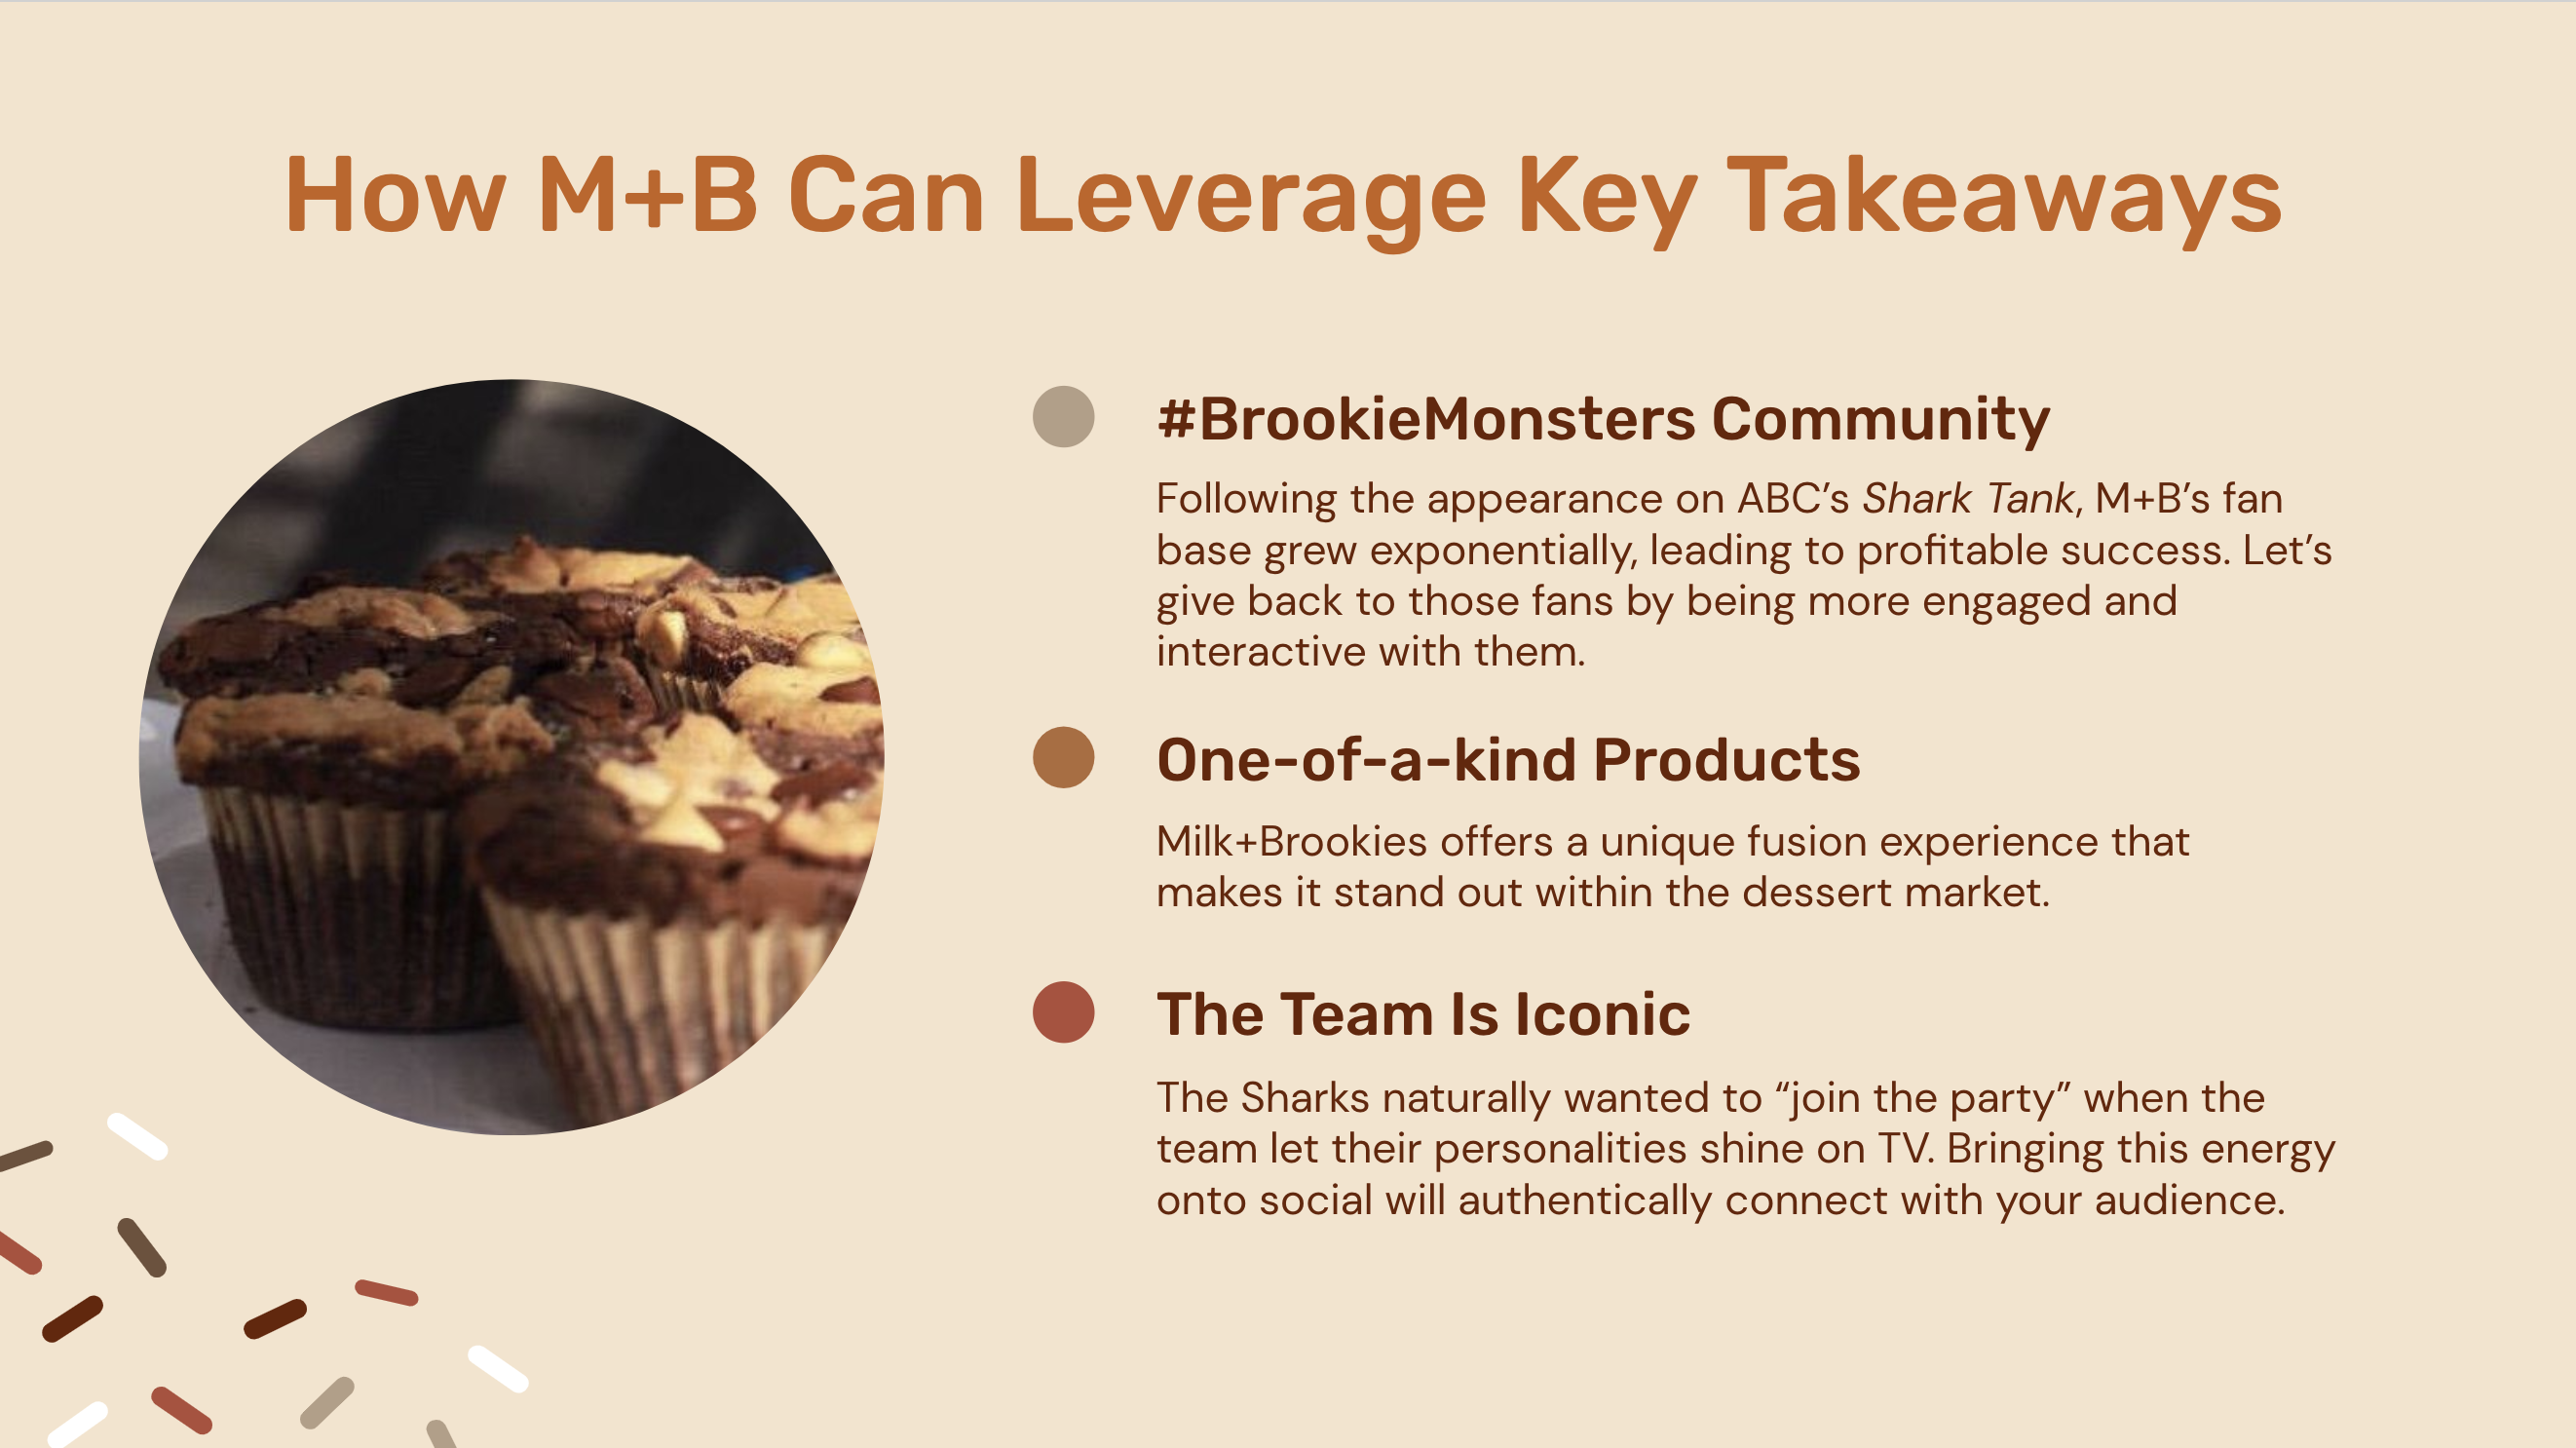 How M+B Can Leverage Key Takeaways
#BrookieMonsters Community
Following the appearance on ABC’s Shark Tank, M+B’s fan
base grew exponentially, leading to profitable success. Let’s
give back to those fans by being more engaged and
interactive with them.
One-of-a-kind Products
Milk+Brookies offers a unique fusion experience that
makes it stand out within the dessert market.
The Team Is Iconic
The Sharks naturally wanted to “join the party” when the
team let their personalities shine on TV. Bringing this energy
onto social will authentically connect with your audience.